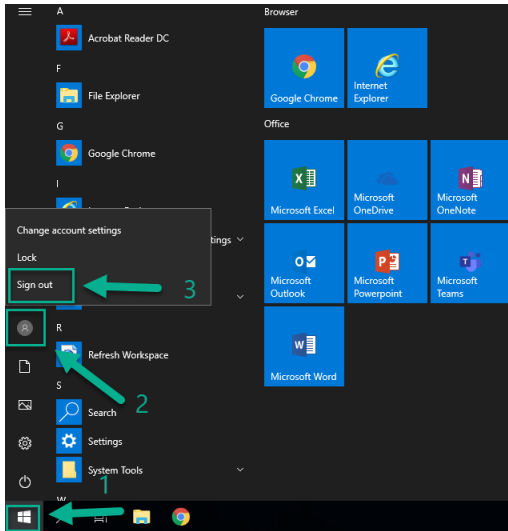 A
Acrobat Reader DC
F
File Explorer
G
Google Chrome
I
Change account settings
Lock
Sign out
tings
3
R
Refresh Workspace
2
S
Search
Settings
System Tools
1
Browser
Google Chrome
Internet
Explorer
Office
Microsoft Excel
Microsoft
OneDrive
Microsoft
OneNote
Microsoft
Outlook
Microsoft
Powerpoint
Microsoft
Teams
Microsoft Word